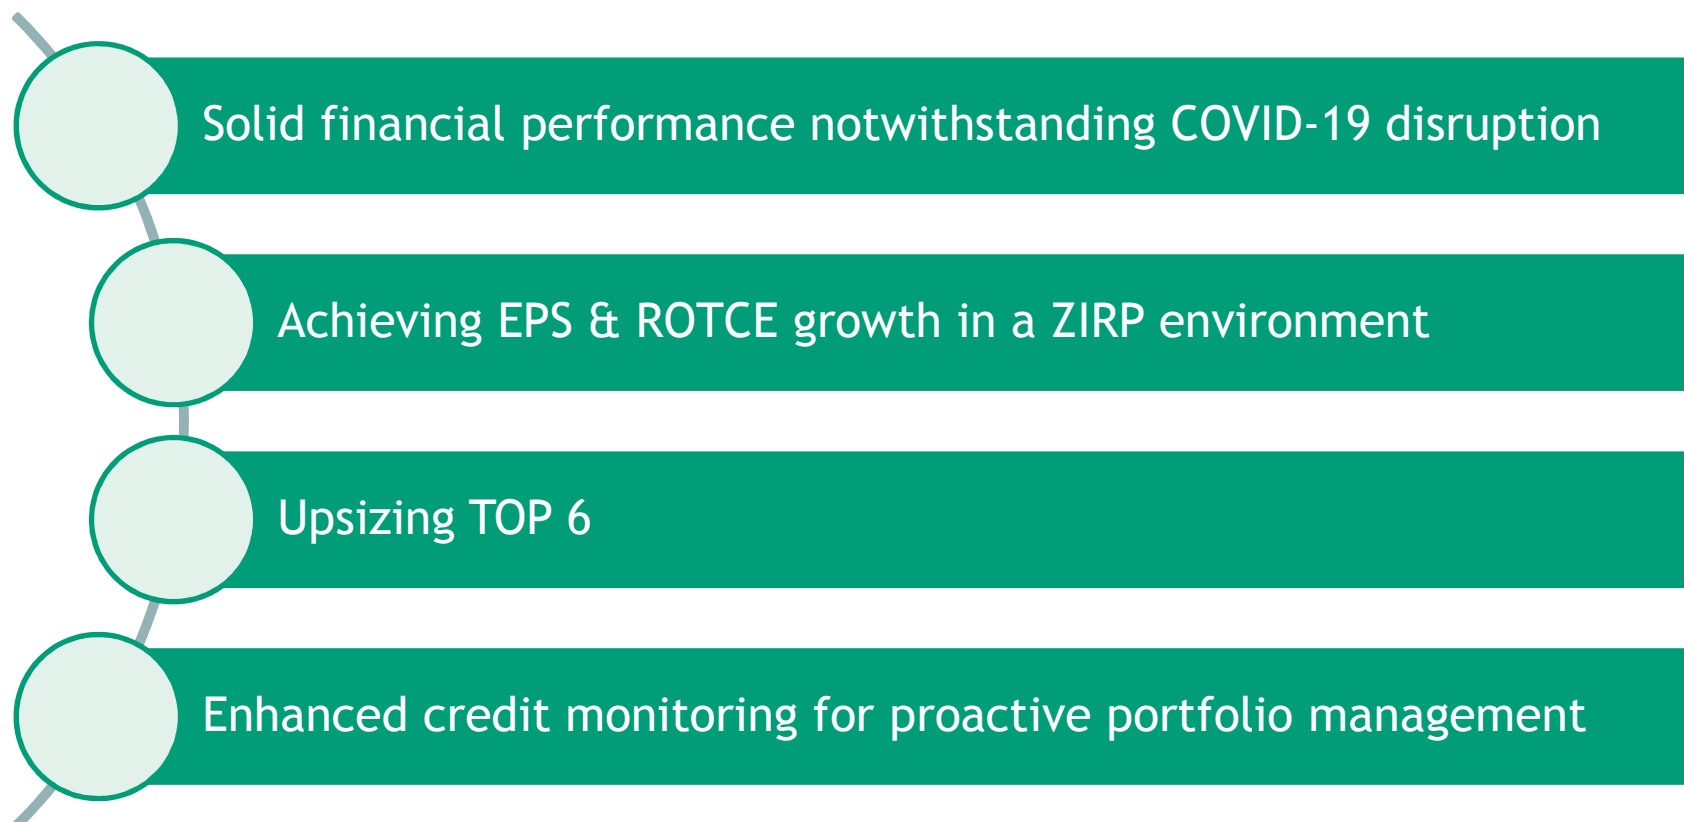 Solid financial performance notwithstanding COVID-19 disruption
Achieving EPS & ROTCE growth in a ZIRP environment
Upsizing TOP 6
Enhanced credit monitoring for proactive portfolio management